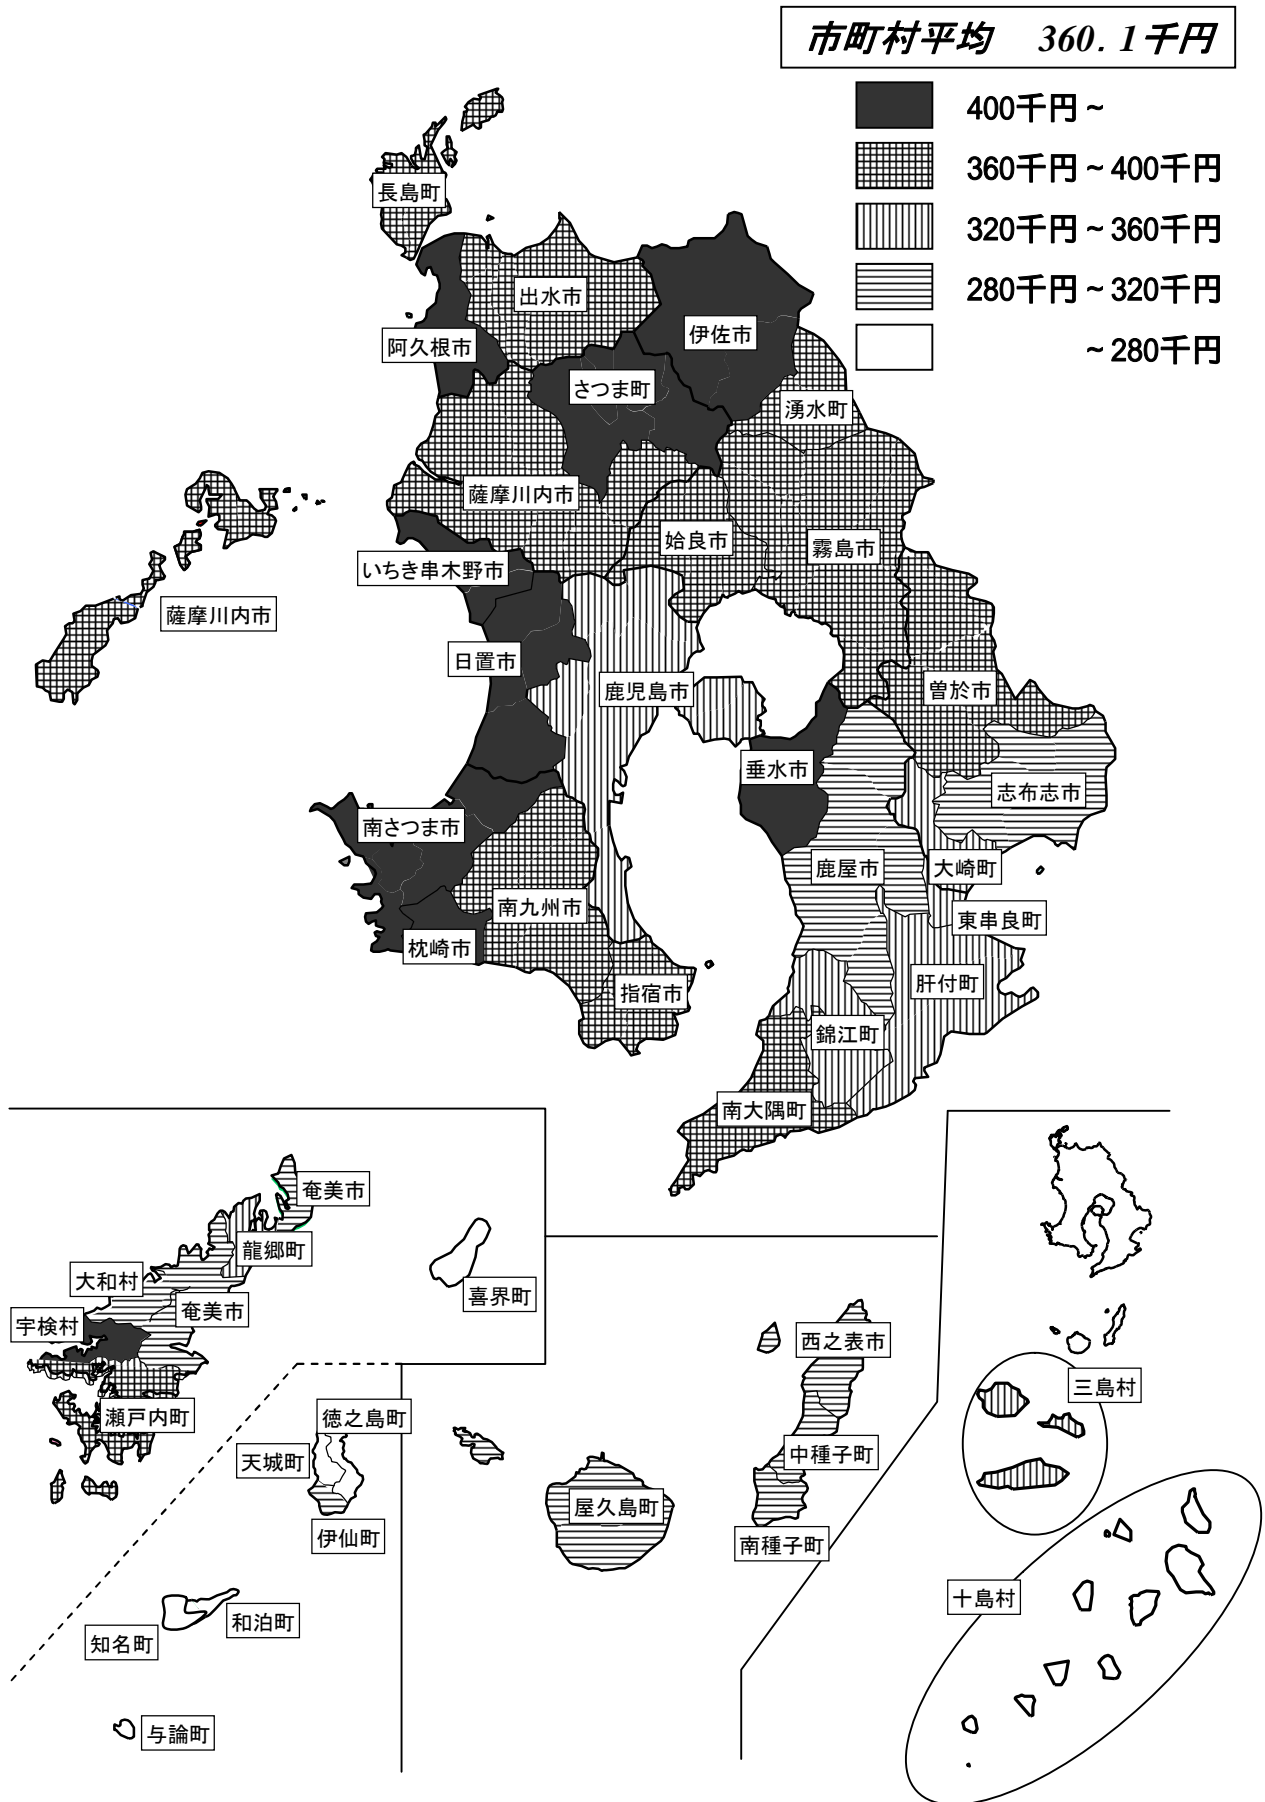 市町村平均 360.1千円
400千円~
360千円~400千円
320千円~360千円
280千円~320千円
~280千円
長島町
出水市
阿久根市
伊佐市
さつま町
湧水町
薩摩川内市
姶良市
霧島市
いちき串木野市
薩摩川内市
日置市
鹿児島市
曽於市
垂水市
志布志市
南さつま市
鹿屋市
大崎町
南九州市
東串良町
枕崎市
肝付町
指宿市
錦江町
南大隅町
奄美市
龍郷町
大和村
奄美市
喜界町
宇検村
西之表市
三島村
瀬戸内町
徳之島町
天城町
中種子町
屋久島町
伊仙町
南種子町
十島村
和泊町
知名町
与論町